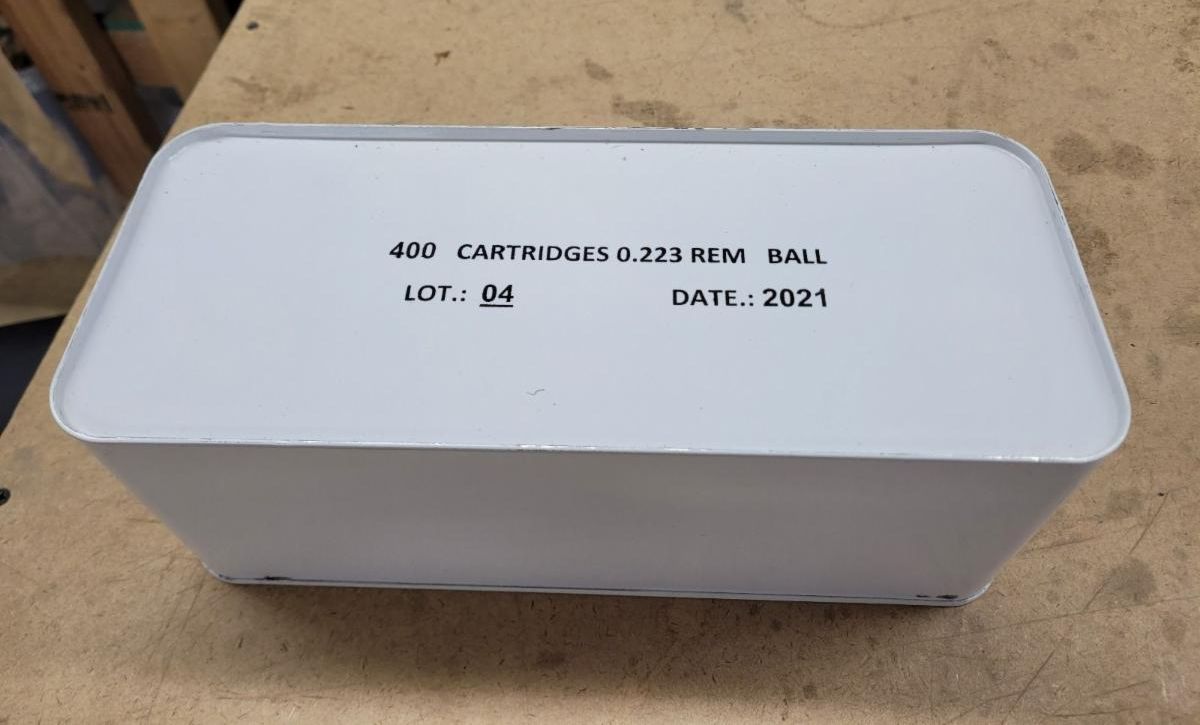 400 CARTRIDGES 0.223 REM BALL
LOT.: 04 DATE.: 2021